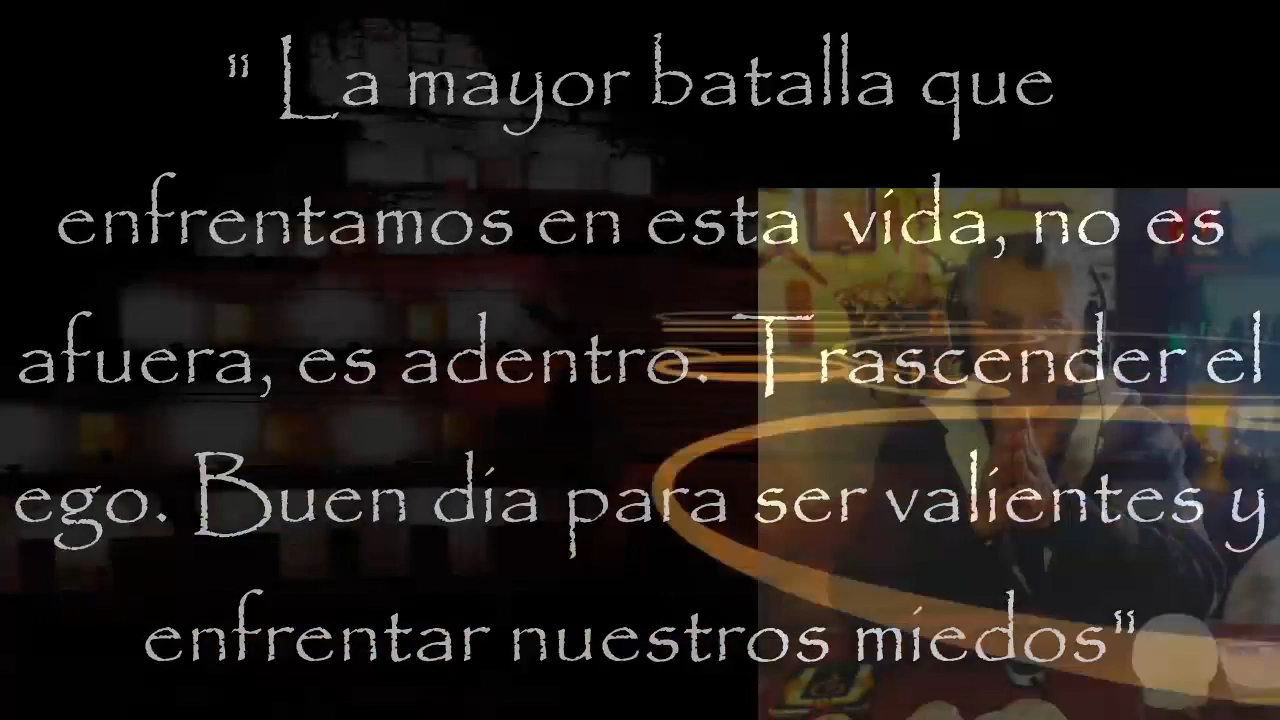 " La mayor batalla que
enfrentamos en esta vida, no es
afuera, es adentro. Trascender el
ego. Buen día para ser valientes y
enfrentar nuestros miedos"